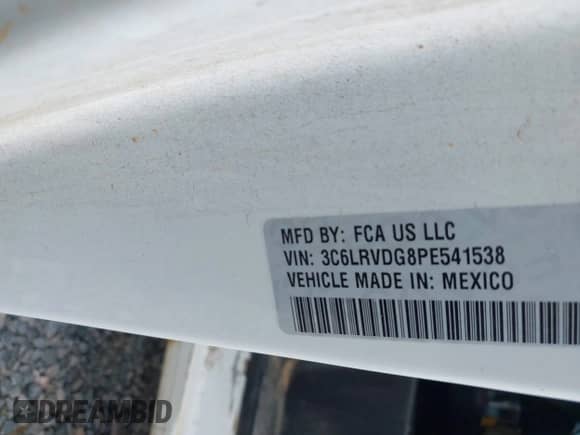 MFD BY: FCA US LLC
VIN: 3C6LRVDG8PE541538
VEHICLE MADE IN: MEXICO
DREAMBID